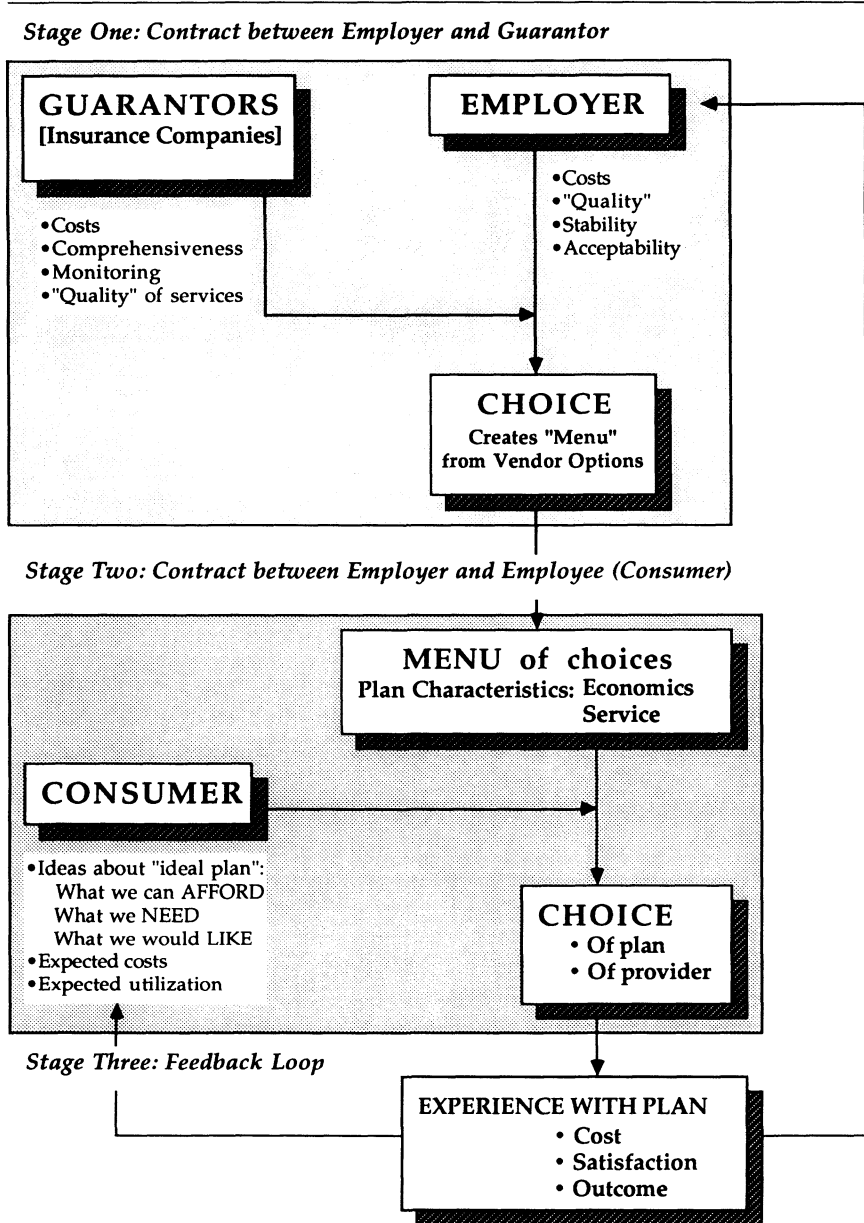 Stage One: Contract between Employer and Guarantor
GUARANTORS
[Insurance Companies]
•Costs
•Comprehensiveness
•Monitoring
•"Quality" of services
EMPLOYER
•Costs
•"Quality"
•Stability
•Acceptability
CHOICE
Creates "Menu"
from Vendor Options
Stage Two: Contract between Employer and Employee (Consumer)
MENU of choices
Plan Characteristics: Economics
Service
CONSUMER
•Ideas about "ideal plan":
What we can AFFORD
What we NEED
What we would LIKE
•Expected costs
•Expected utilization
CHOICE
• Of plan
• Of provider
Stage Three: Feedback Loop
EXPERIENCE WITH PLAN
• Cost
• Satisfaction
• Outcome